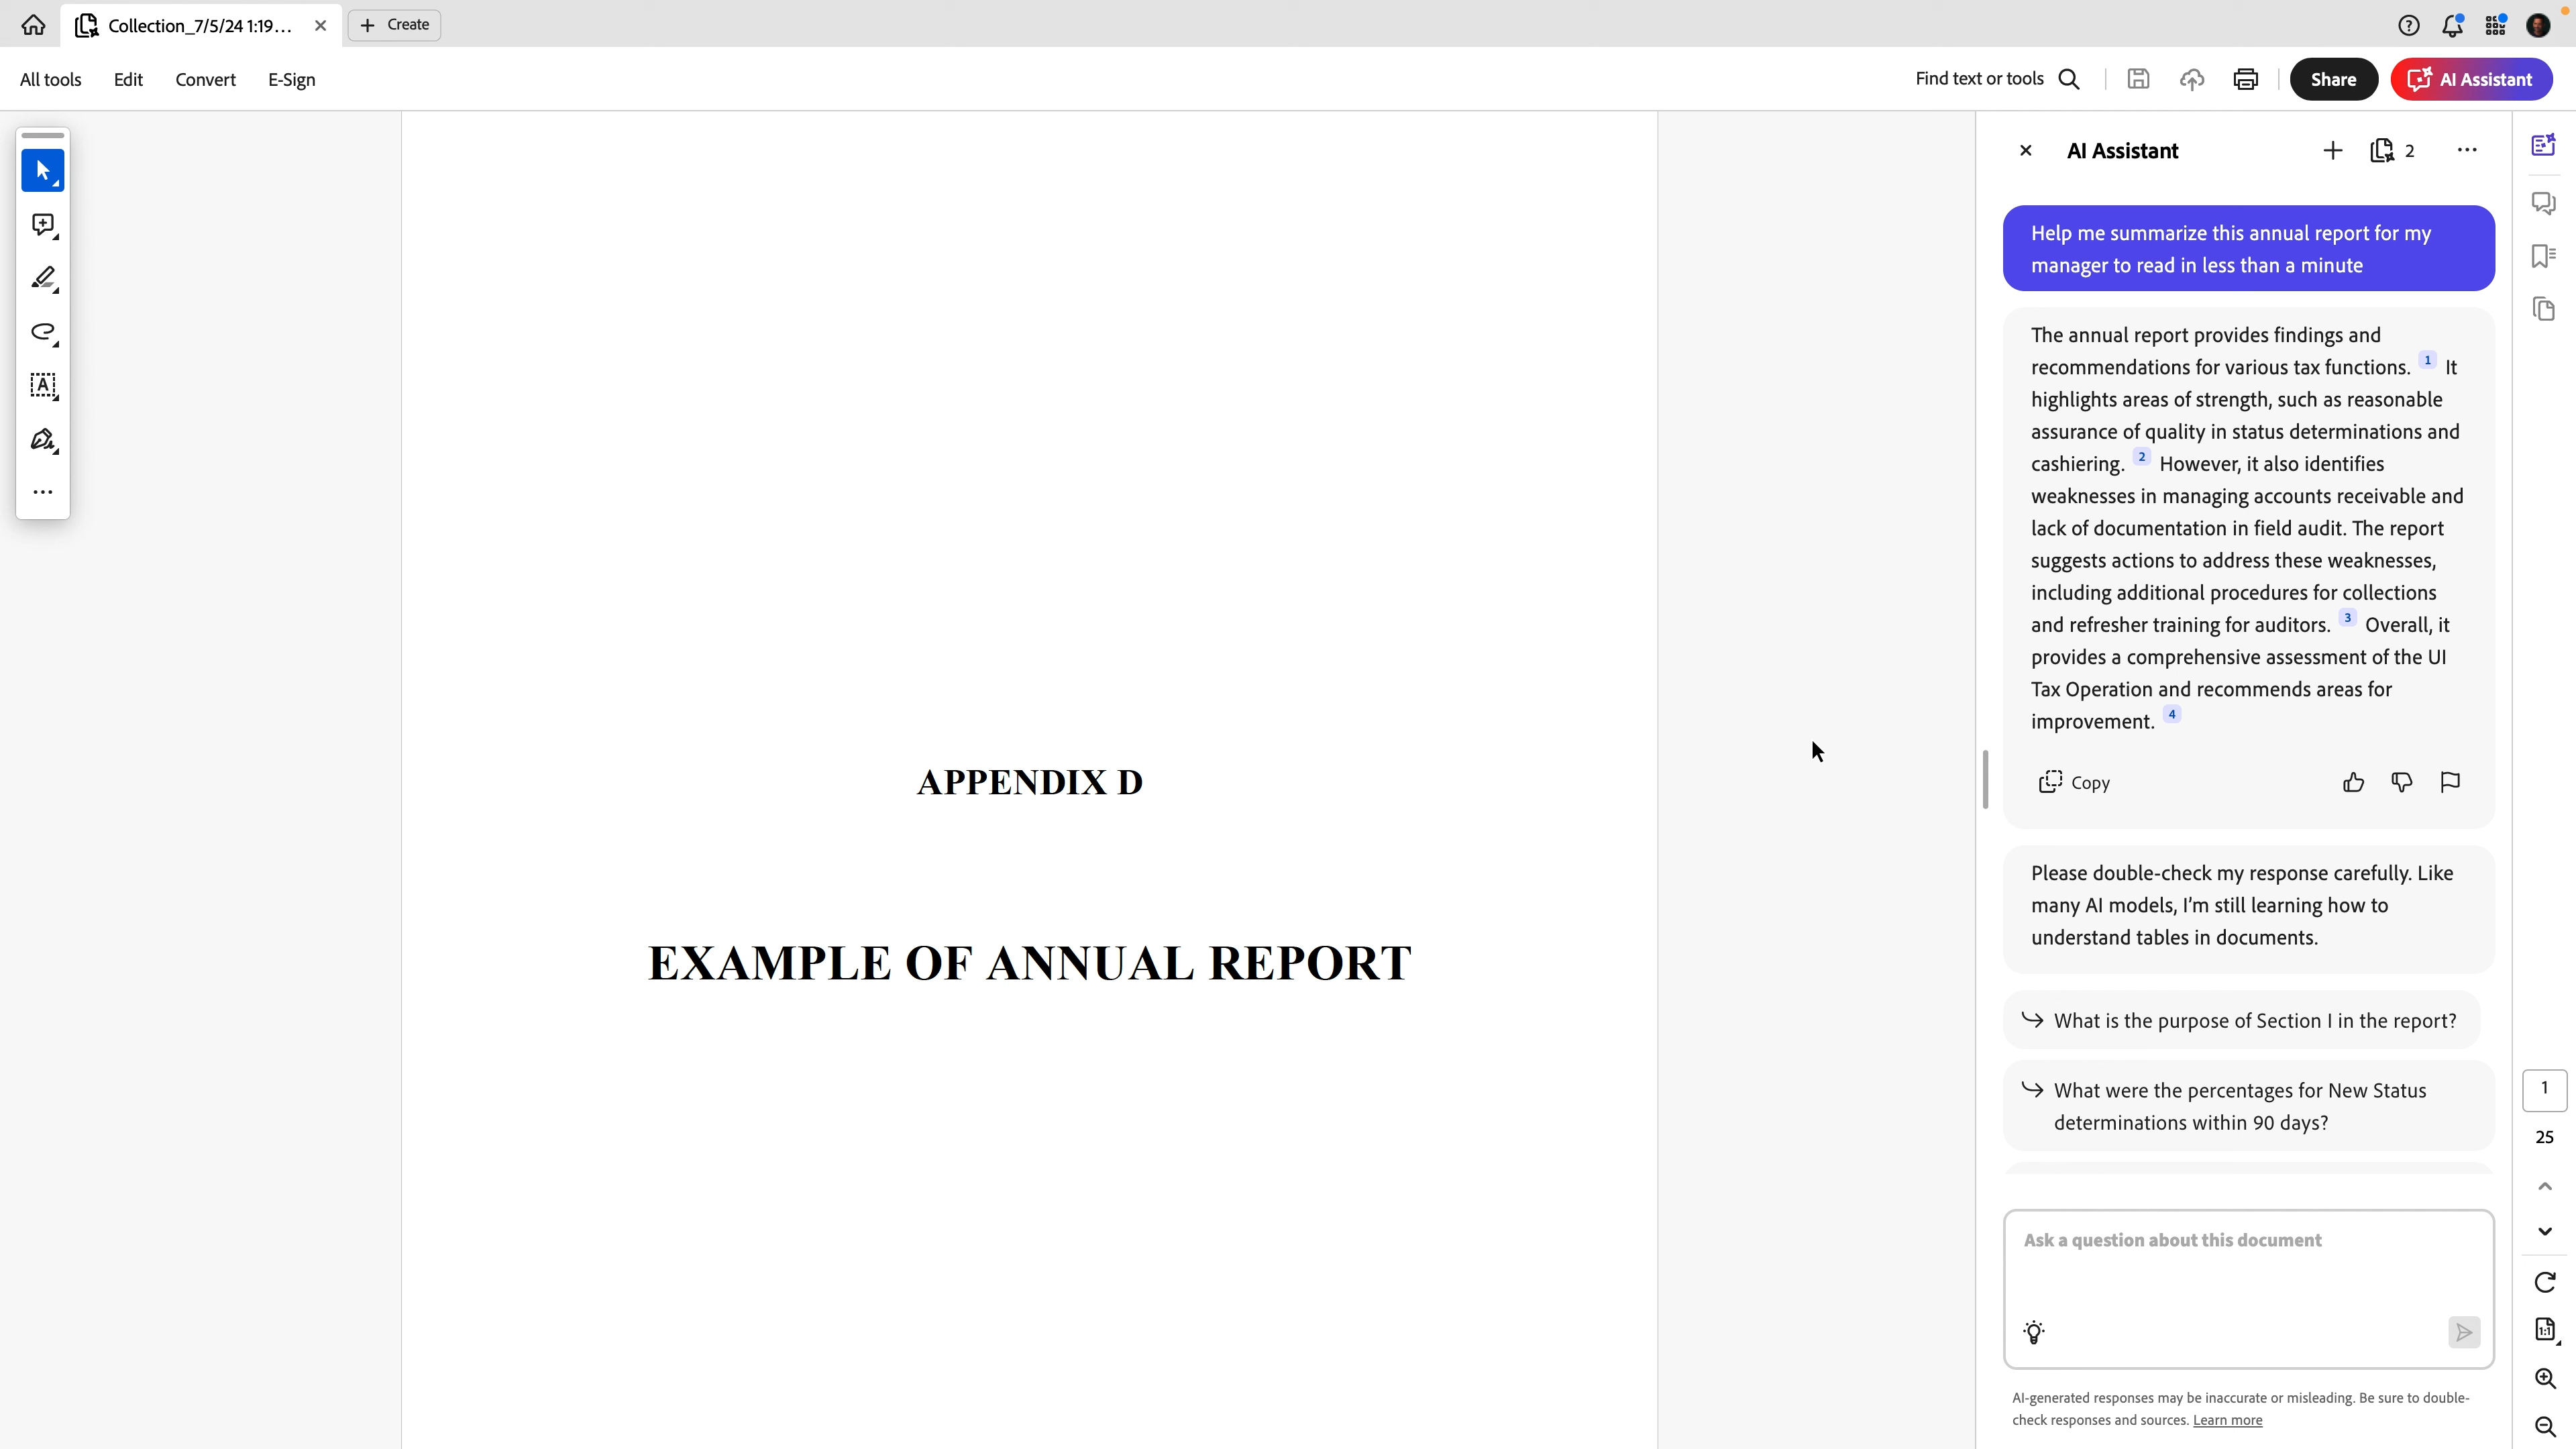 Collection_7/5/24 1:19...
Create
All tools
Edit
Convert
E-Sign
Find text or tools
Share
AI Assistant
APPENDIX D
EXAMPLE OF ANNUAL REPORT
AI Assistant
2
Help me summarize this annual report for my
manager to read in less than a minute
The annual report provides findings and
recommendations for various tax functions. 1 It
highlights areas of strength, such as reasonable
assurance of quality in status determinations and
cashiering. 2 However, it also identifies
weaknesses in managing accounts receivable and
lack of documentation in field audit. The report
suggests actions to address these weaknesses,
including additional procedures for collections
and refresher training for auditors. 3 Overall, it
provides a comprehensive assessment of the UI
Tax Operation and recommends areas for
improvement. 4
Copy
Please double-check my response carefully. Like
many AI models, I'm still learning how to
understand tables in documents.
What is the purpose of Section I in the report?
What were the percentages for New Status
determinations within 90 days?
Ask a question about this document
AI-generated responses may be inaccurate or misleading. Be sure to double-
check responses and sources. Learn more
1
25
1:1